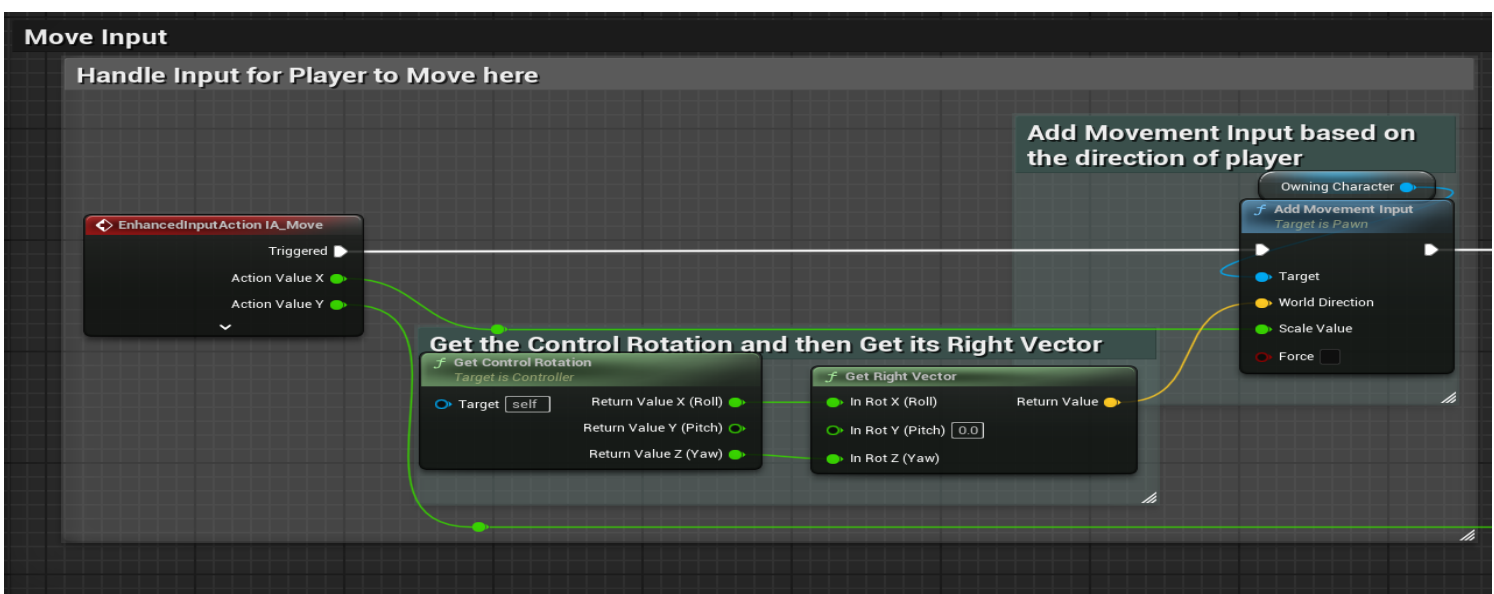 Move Input
Handle Input for Player to Move here
Add Movement Input based on
the direction of player
Owning Character
EnhancedInputAction IA_Move
Triggered
Action Value X
Action Value Y
f Add Movement Input
Target is Pawn
Target
World Direction
Scale Value
Force
Get the Control Rotation and then Get its Right Vector
f Get Control Rotation
Target is Controller
Target self
Return Value X (Roll)
Return Value Y (Pitch)
Return Value Z (Yaw)
f Get Right Vector
In Rot X (Roll)
Return Value
In Rot Y (Pitch) 0.0
In Rot Z (Yaw)